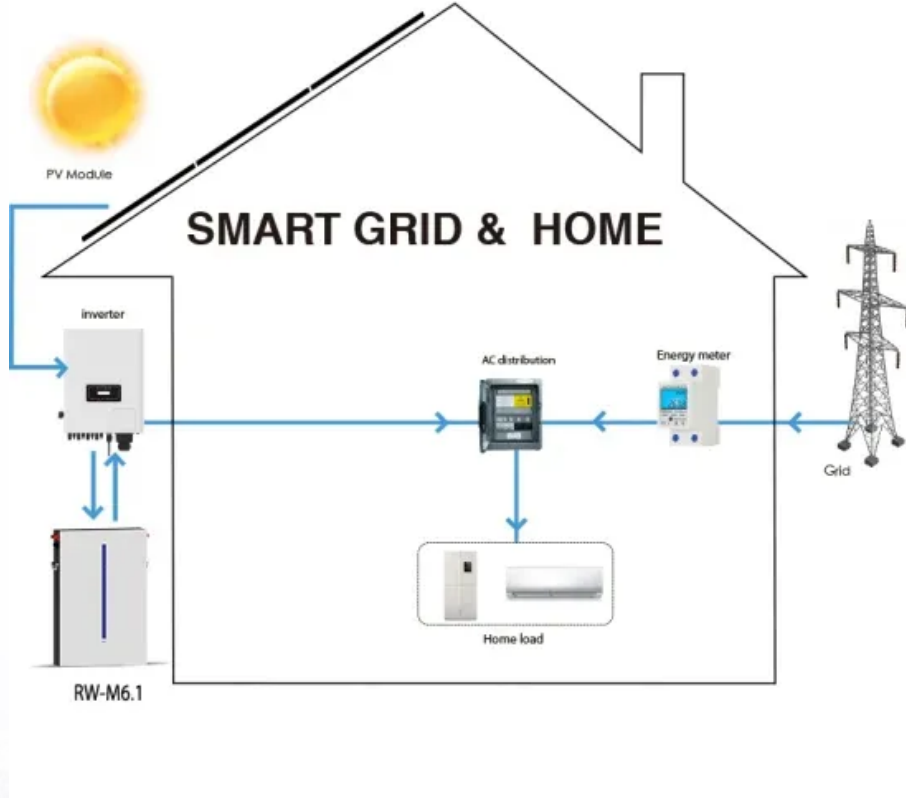 PV Module
SMART GRID & HOME
inverter
AC distribution
Energy meter
Grid
Home load
RW-M6.1